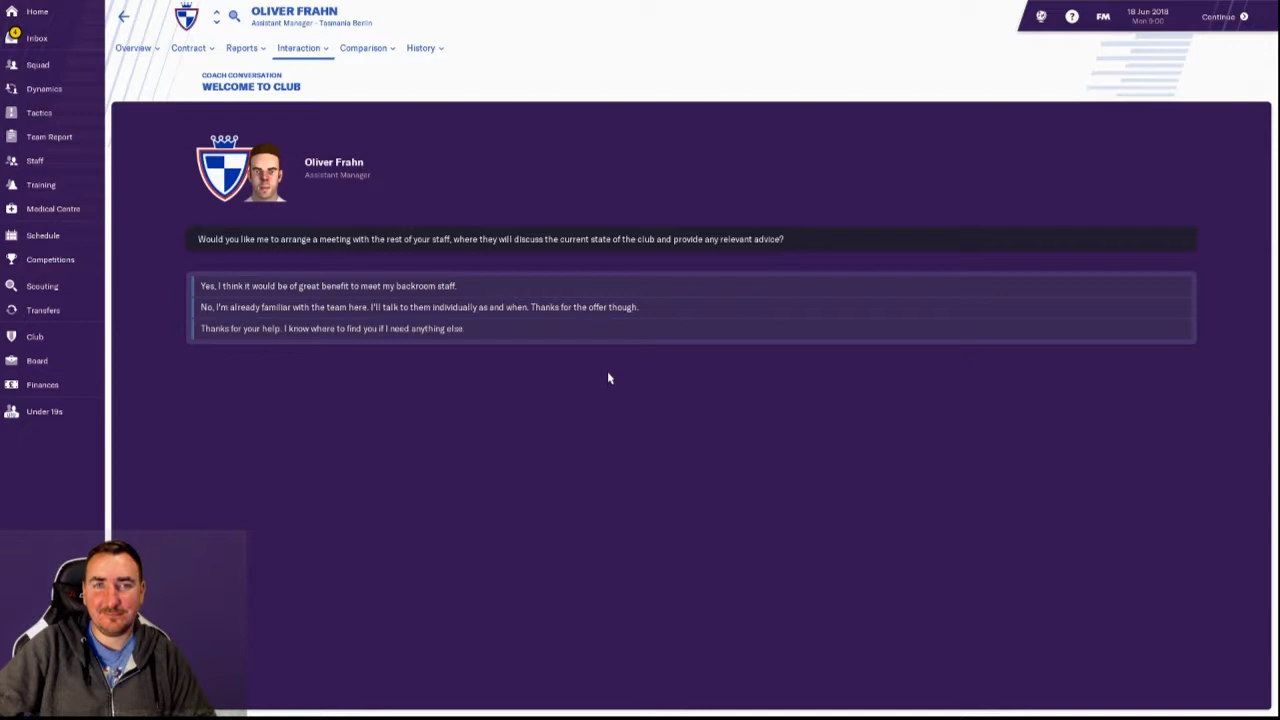 Home
4
Inbox
Squad
Dynamics
Tactics
Team Report
Staff
Training
Medical Centre
Schedule
Competitions
Scouting
Transfers
Club
Board
Finances
Under 19s
OLIVER FRAHN
Assistant Manager - Tasmania Berlin
Overview
Contract
Reports
Interaction
Comparison
History
?
FM
18 Jun 2018
Mon 9:00
Continue
COACH CONVERSATION
WELCOME TO CLUB
Oliver Frahn
Assistant Manager
Would you like me to arrange a meeting with the rest of your staff, where they will discuss the current state of the club and provide any relevant advice?
Yes, I think it would be of great benefit to meet my backroom staff.
No, I'm already familiar with the team here. I'll talk to them individually as and when. Thanks for the offer though.
Thanks for your help. I know where to find you if I need anything else